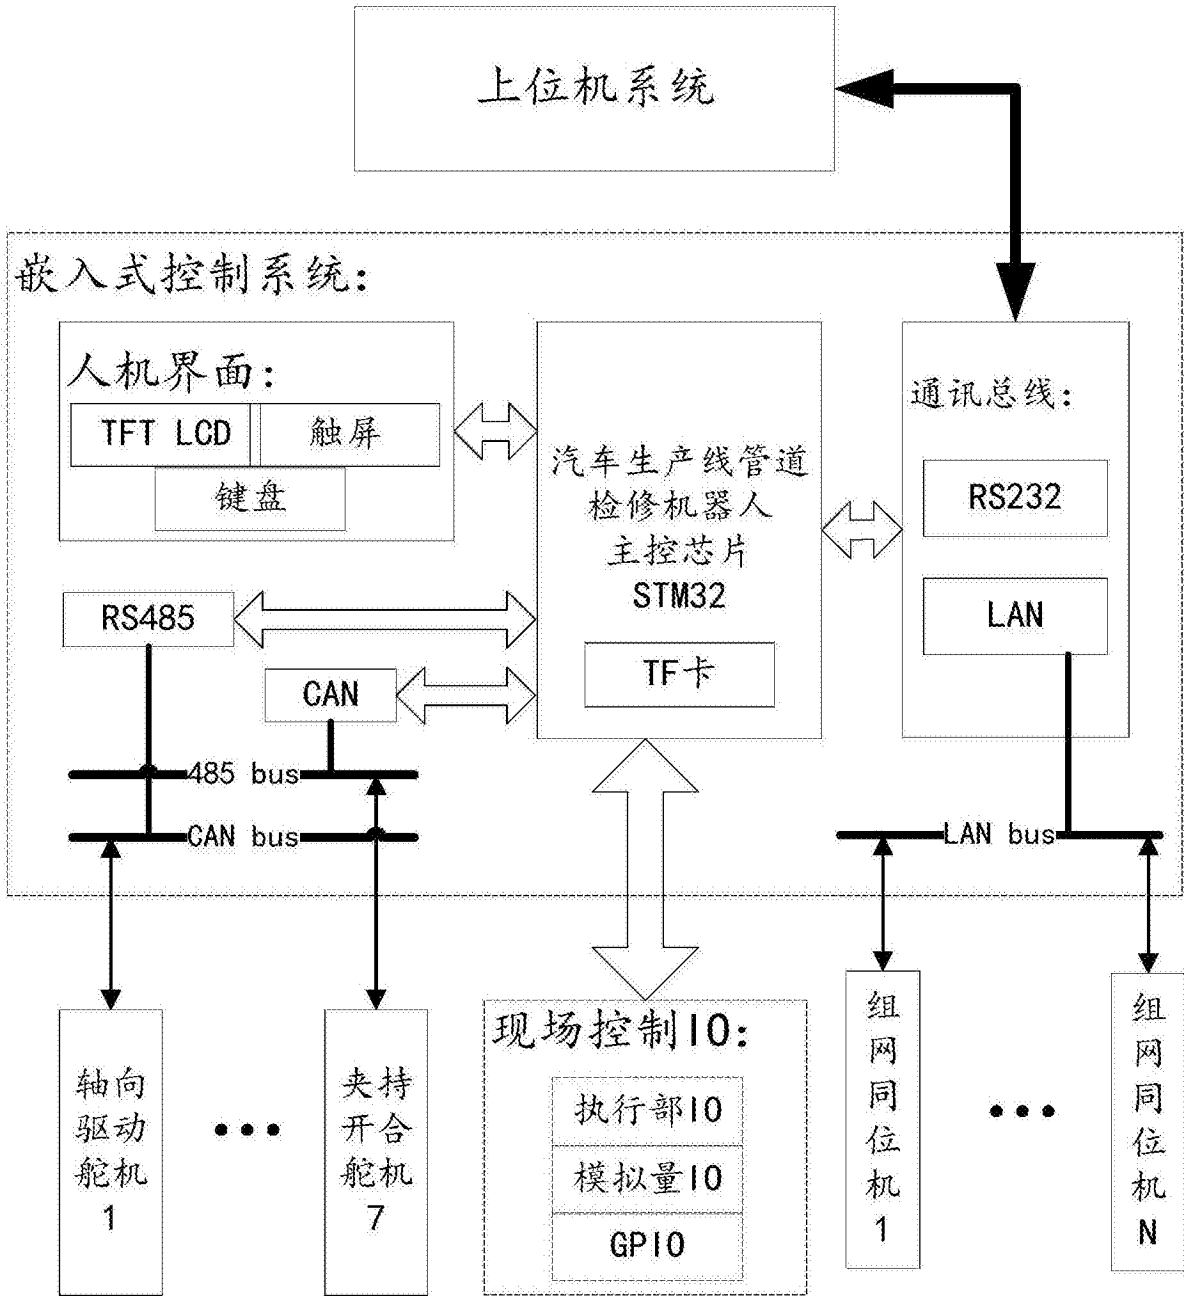 上位机系统
嵌入式控制系统：
人机界面：
TFT LCD
触屏
键盘
汽车生产线管道
检修机器人
主控芯片
STM32
TF卡
通讯总线：
RS232
LAN
RS485
CAN
485 bus
CAN bus
LAN bus
轴向
驱动
舵机
1
夹持
开合
舵机
7
现场控制IO：
执行部IO
模拟量IO
GPIO
组
网
同
位
机
1
组
网
同
位
机
N